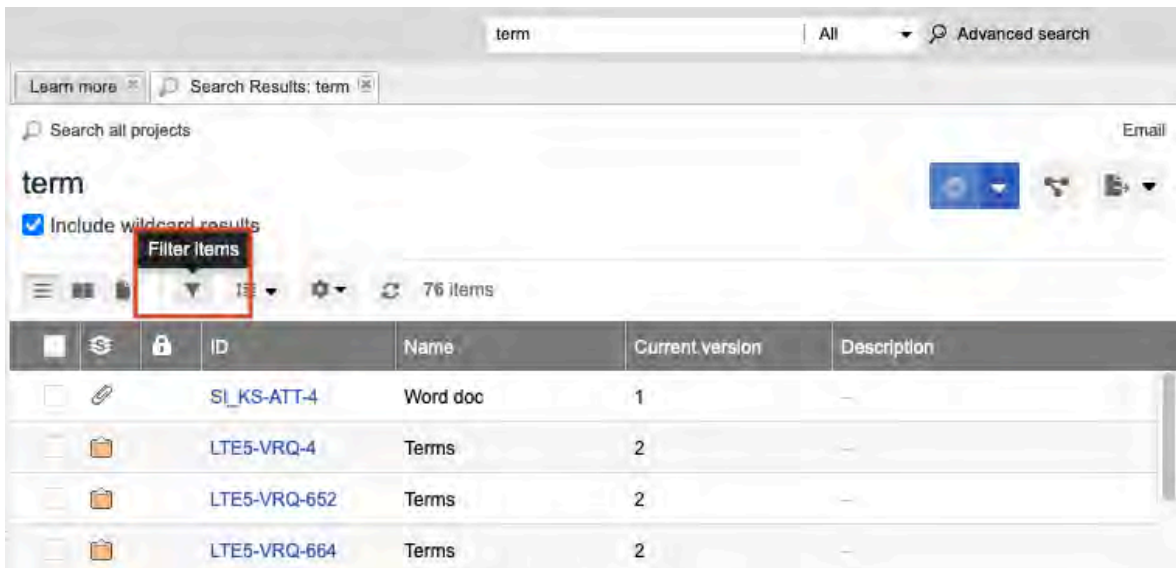 term All Advanced search
Learn more Search Results: term
Search all projects Email
term
Include wildcard results
Filter items
76 items
ID Name Current version Description
SI_KS-ATT-4 Word doc 1 –
LTE5-VRQ-4 Terms 2 –
LTE5-VRQ-652 Terms 2 –
LTE5-VRQ-664 Terms 2 –